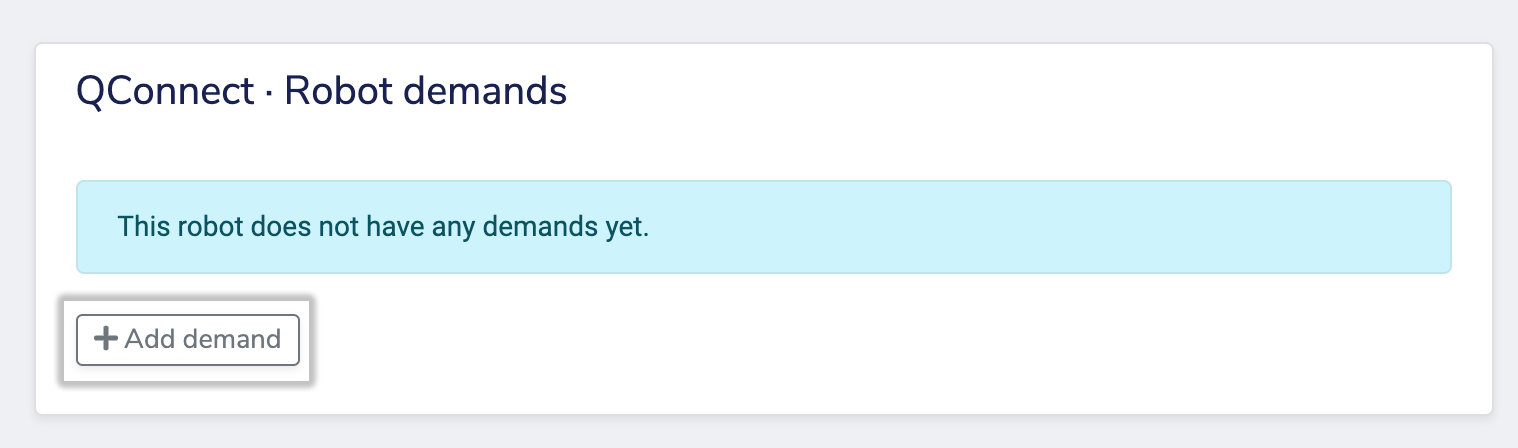 QConnect · Robot demands
This robot does not have any demands yet.
Add demand